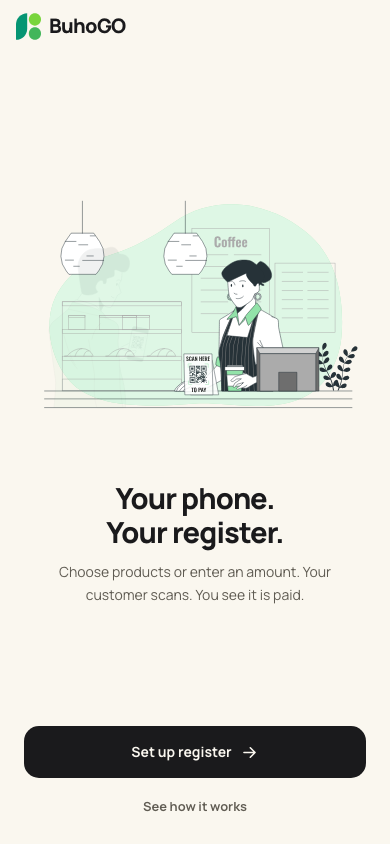 BuhoGO
Coffee
SCAN HERE
TO PAY
Your phone.
Your register.
Choose products or enter an amount. Your
customer scans. You see it is paid.
Set up register →
See how it works